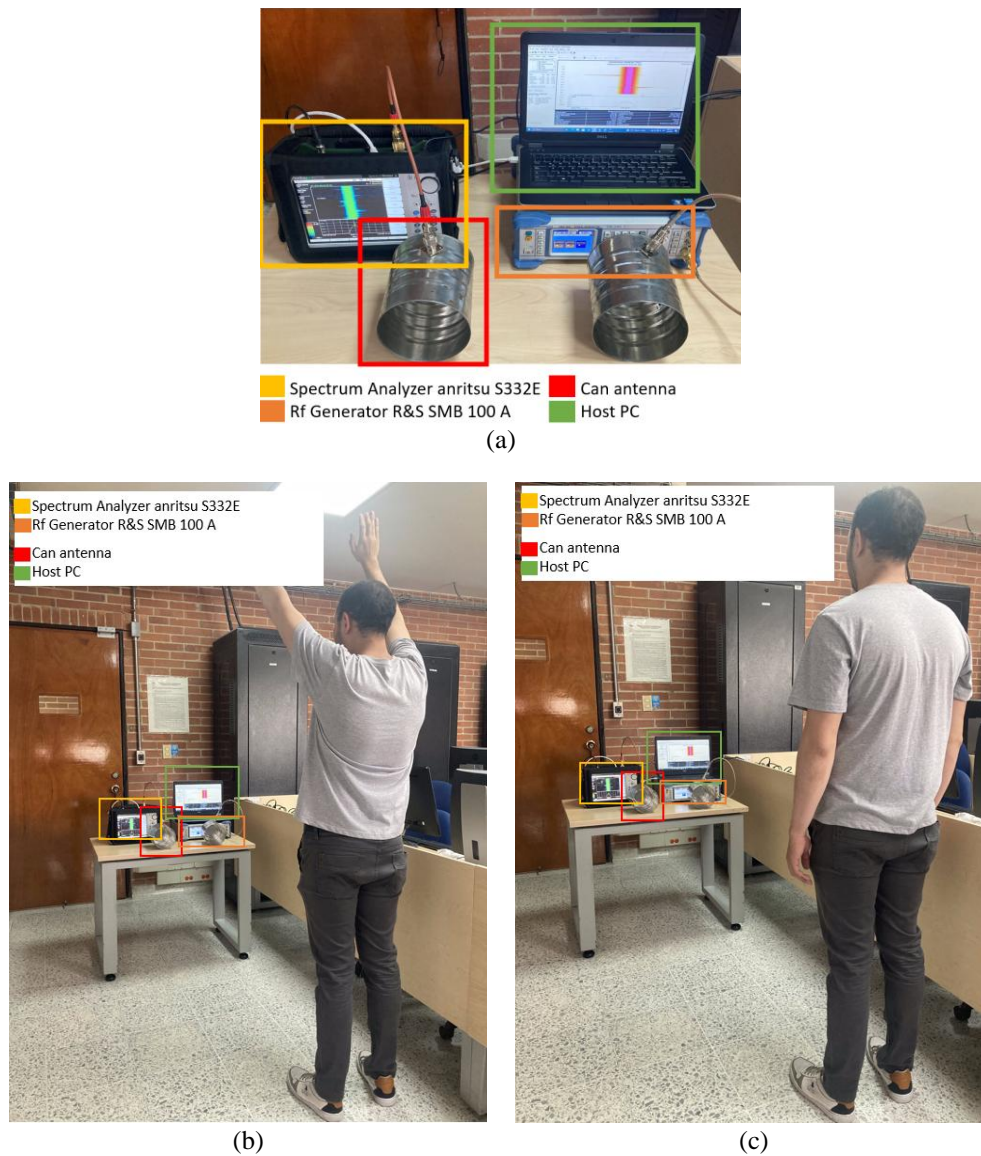 Spectrum Analyzer anritsu S332E
Can antenna
Rf Generator R&S SMB 100 A
Host PC
(a)
Spectrum Analyzer anritsu S332E
Rf Generator R&S SMB 100 A
Can antenna
Host PC
Spectrum Analyzer anritsu S332E
Rf Generator R&S SMB 100 A
Can antenna
Host PC
(b)
(c)